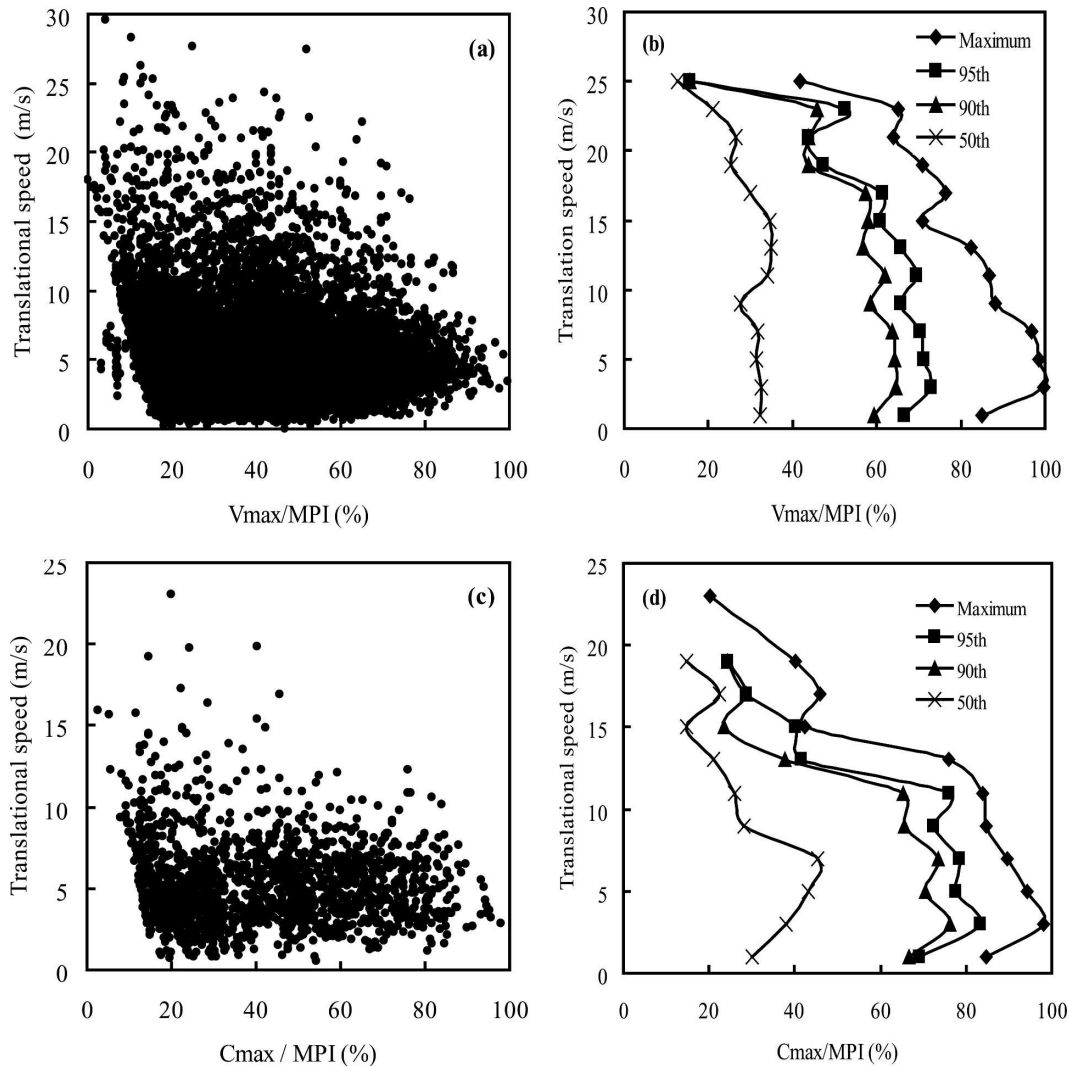 (a)
Translational speed (m/s)
30
25
20
15
10
5
0
0 20 40 60 80 100
Vmax/MPI (%)
(b)
Maximum
95th
90th
50th
Translation speed (m/s)
30
25
20
15
10
5
0
20 40 60 80 100
Vmax/MPI (%)
(c)
Translational speed (m/s)
25
20
15
10
5
0
0 20 40 60 80 100
Cmax / MPI (%)
(d)
Maximum
95th
90th
50th
Translational speed (m/s)
25
20
15
10
5
0
0 20 40 60 80 100
Cmax/MPI (%)